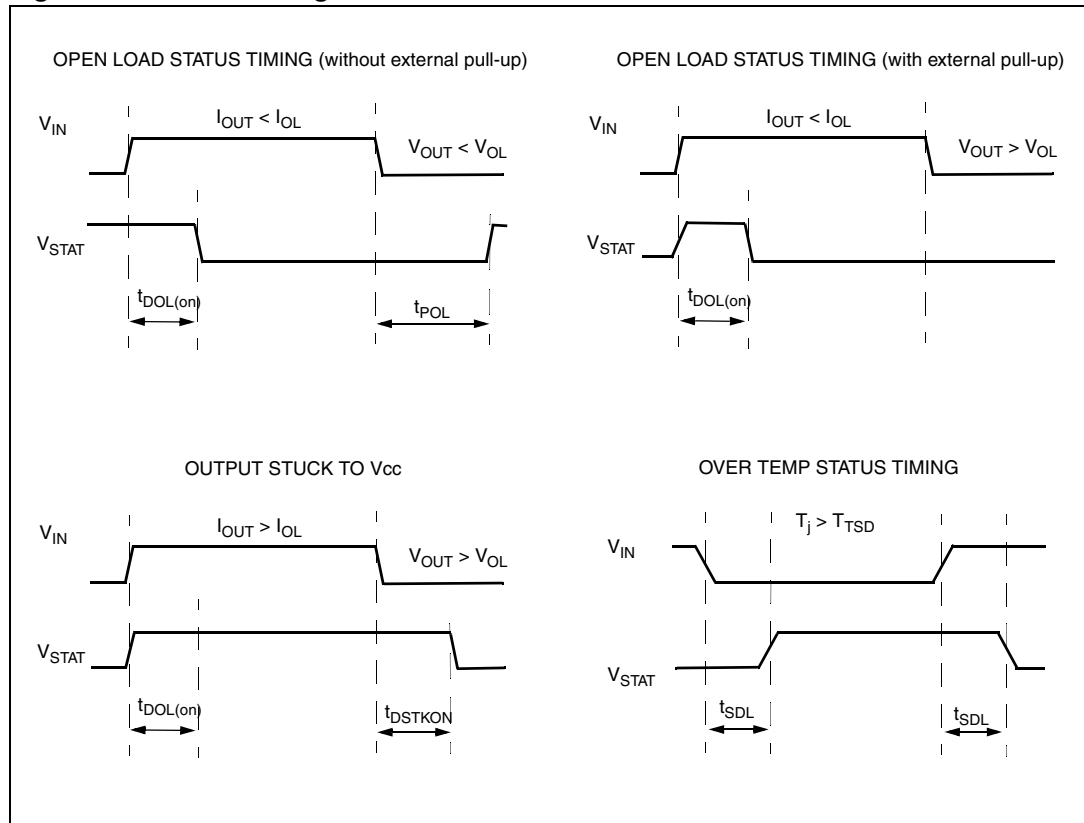 OPEN LOAD STATUS TIMING (without external pull-up)
V_IN
I_OUT < I_OL
V_OUT < V_OL
V_STAT
t_DOL(on)
t_POL
OPEN LOAD STATUS TIMING (with external pull-up)
V_IN
I_OUT < I_OL
V_OUT > V_OL
V_STAT
t_DOL(on)
OUTPUT STUCK TO Vcc
V_IN
I_OUT > I_OL
V_OUT > V_OL
V_STAT
t_DOL(on)
t_DSTKON
OVER TEMP STATUS TIMING
V_IN
T_j > T_TSD
V_STAT
t_SDL
t_SDL